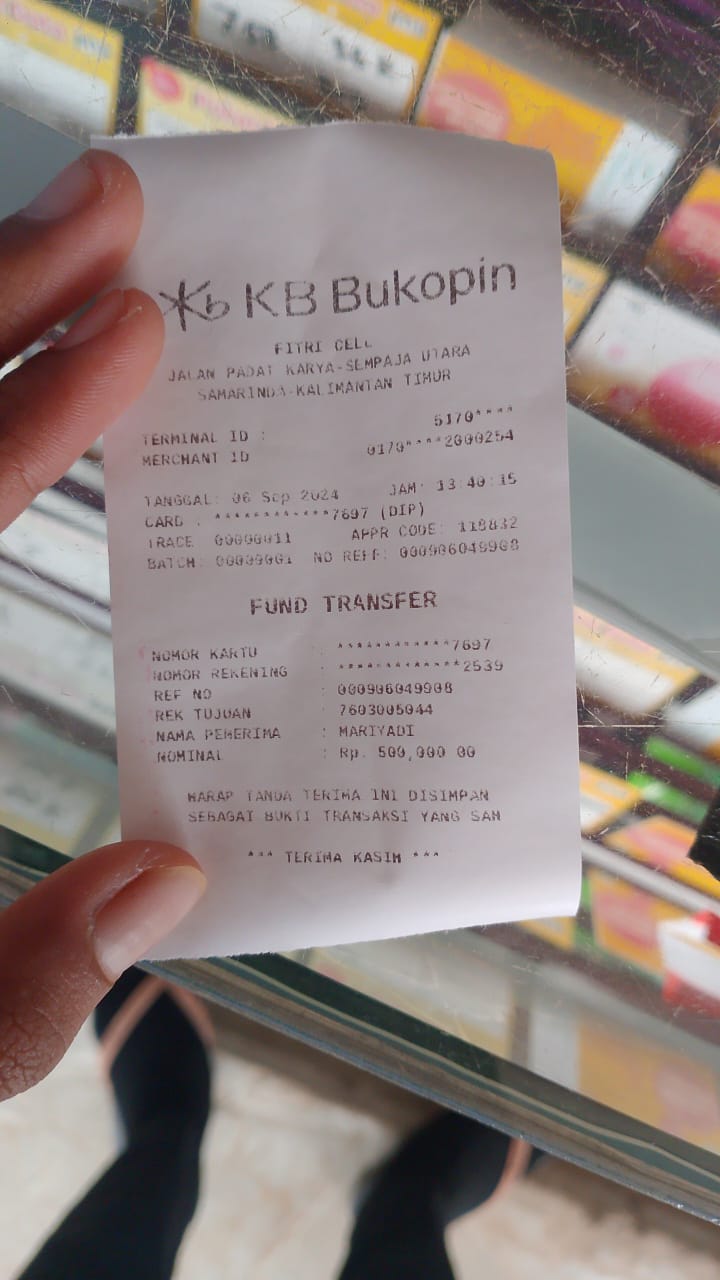 KB Bukopin
FITRI CELL
JALAN PADAT KARYA-SEMPAJA UTARA
SAMARINDA-KALIMANTAN TIMUR
TERMINAL ID : 5170****
MERCHANT ID 0170****2000254
TANGGAL: 06 Sep 2024 JAM: 13:40:15
CARD : ************7697 (DIP)
TRACE 00000011 APPR CODE: 118832
BATCH: 00000001 NO REFF: 000906049908
FUND TRANSFER
NOMOR KARTU : ************7697
NOMOR REKENING : *************2539
REF NO : 000906049908
REK TUJUAN : 7603005044
NAMA PENERIMA : MARIYADI
NOMINAL : Rp. 500,000 00
HARAP TANDA TERIMA INI DISIMPAN
SEBAGAI BUKTI TRANSAKSI YANG SAH
*** TERIMA KASIH ***